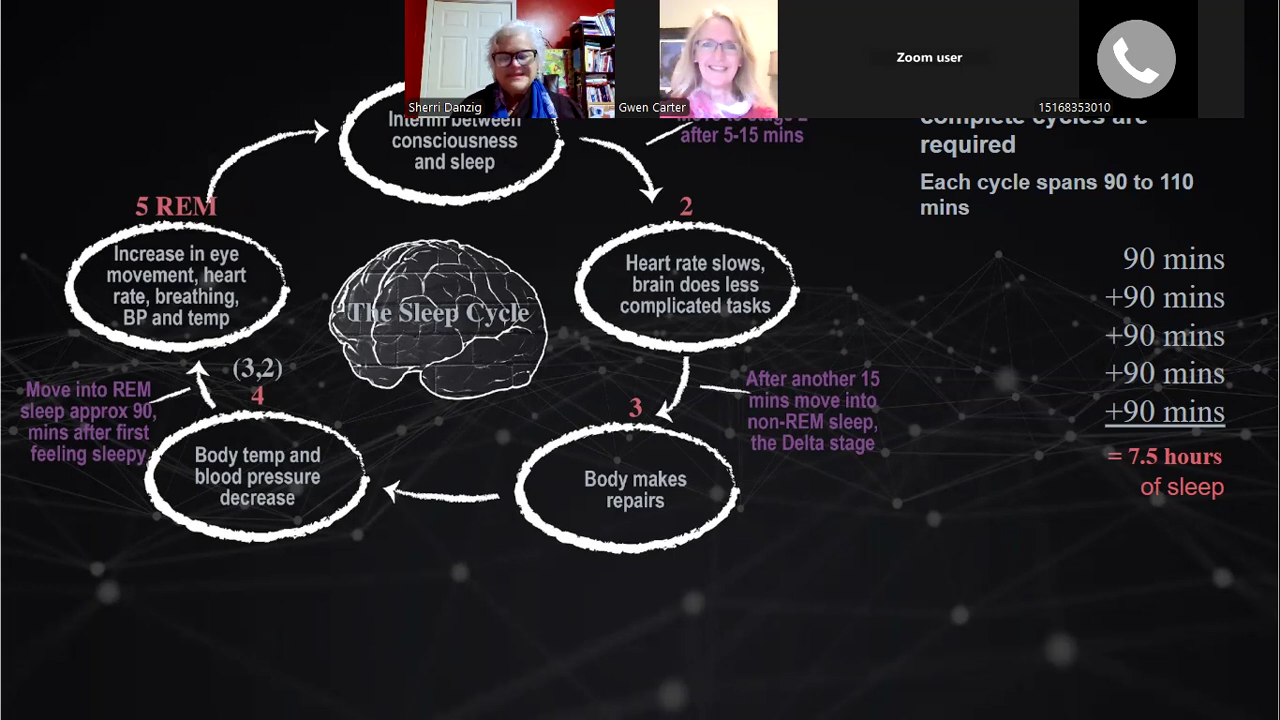 Sherri Danzig
Gwen Carter
Zoom user
15168353010
Interim between
consciousness
and sleep
Move to stage 2
after 5-15 mins
complete cycles are
required
Each cycle spans 90 to 110
mins
5 REM
Increase in eye
movement, heart
rate, breathing,
BP and temp
2
Heart rate slows,
brain does less
complicated tasks
The Sleep Cycle
90 mins
+90 mins
+90 mins
+90 mins
+90 mins
= 7.5 hours
of sleep
Move into REM
sleep approx 90,
mins after first
feeling sleepy
(3,2)
4
Body temp and
blood pressure
decrease
3
Body makes
repairs
After another 15
mins move into
non-REM sleep,
the Delta stage